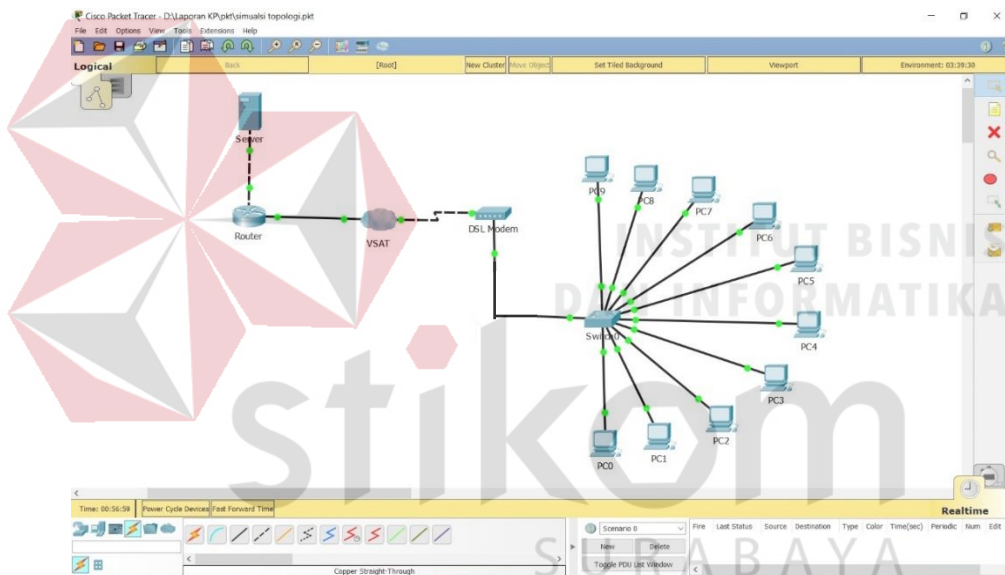 Cisco Packet Tracer - D:\Laporan KP\pkt\simualsi topologi.pkt
File Edit Options View Tools Extensions Help
Logical
Back
[Root]
New Cluster
Move Object
Set Tiled Background
Viewport
Environment: 03:39:30
Server
Router
VSAT
DSL Modem
PC9
PC8
PC7
PC6
PC5
PC4
PC3
PC2
PC1
PC0
Switch0
INSTITUT BISNIS
DAN INFORMATIKA
stikom
SURABAYA
Time: 00:56:59
Power Cycle Devices
Fast Forward Time
Realtime
Scenario 0
New
Delete
Toggle PDU List Window
Fire Last Status Source Destination Type Color Time(sec) Periodic Num Edit
Copper Straight-Through